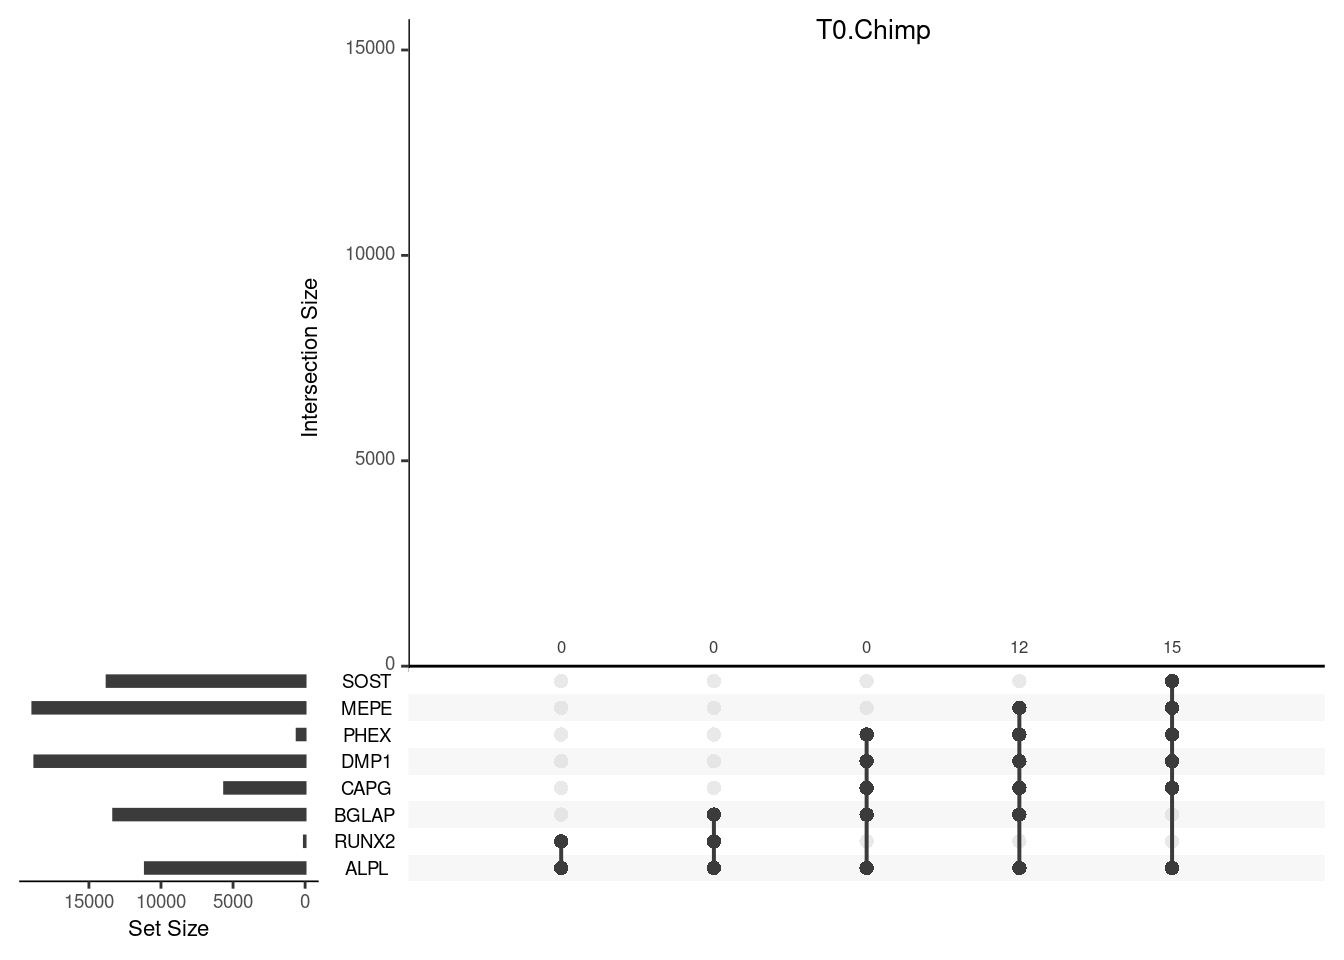 T0.Chimp
15000
10000
5000
0
Intersection Size
0 0 0 12 15
SOST
MEPE
PHEX
DMP1
CAPG
BGLAP
RUNX2
ALPL
15000 10000 5000 0
Set Size